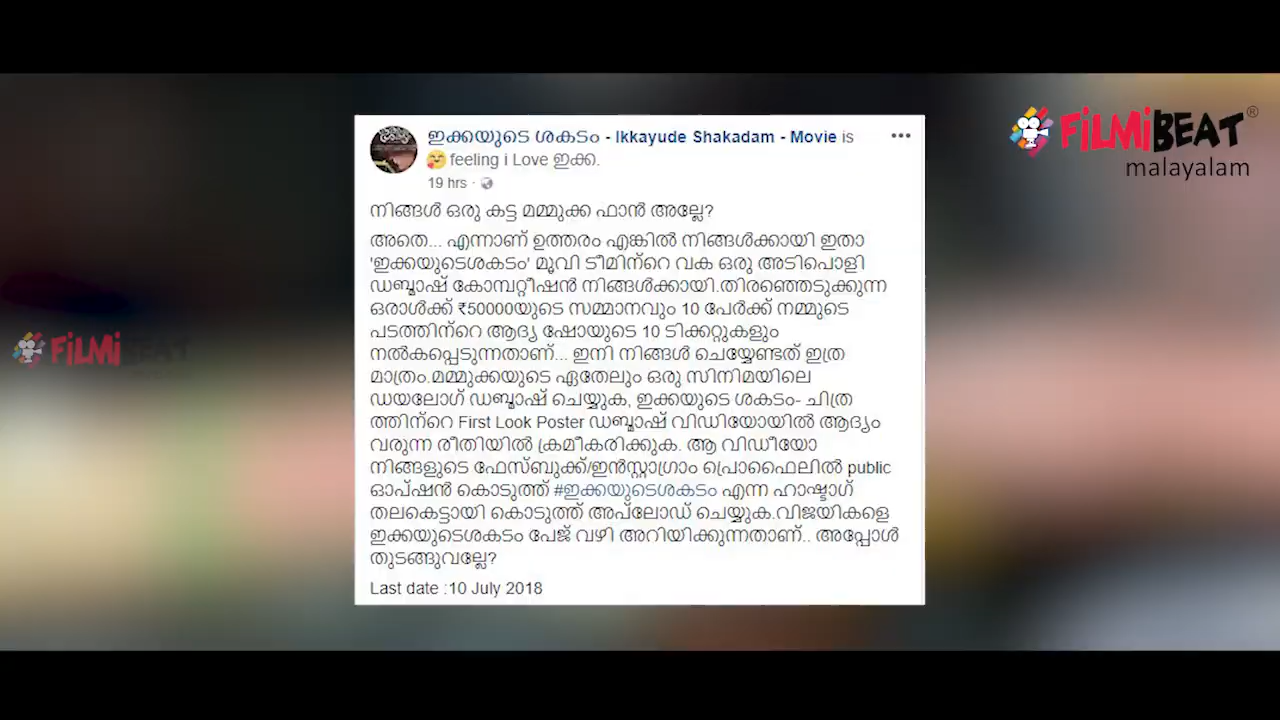 ഇക്കയുടെ ശകടം - Ikkayude Shakadam - Movie is
feeling i Love ഇക്ക.
19 hrs ·
FiLMiBEAT®
malayalam
നിങ്ങൾ ഒരു കട്ട മമ്മുക്ക ഫാൻ അല്ലേ?
അതെ... എന്നാണ് ഉത്തരം എങ്കിൽ നിങ്ങൾക്കായി ഇതാ
'ഇക്കയുടെശകടം' മൂവി ടീമിന്റെ വക ഒരു അടിപൊളി
ഡബ്മാഷ് കോമ്പറ്റീഷൻ നിങ്ങൾക്കായി.തിരഞ്ഞെടുക്കുന്ന
ഒരാൾക്ക് ₹50000യുടെ സമ്മാനവും 10 പേർക്ക് നമ്മുടെ
പടത്തിന്റെ ആദ്യ ഷോയുടെ 10 ടിക്കറ്റുകളും
നൽകപ്പെടുന്നതാണ്... ഇനി നിങ്ങൾ ചെയ്യേണ്ടത് ഇത്ര
മാത്രം.മമ്മുക്കയുടെ ഏതേലും ഒരു സിനിമയിലെ
ഡയലോഗ് ഡബ്മാഷ് ചെയ്യുക, ഇക്കയുടെ ശകടം- ചിത്ര
ത്തിന്റെ First Look Poster ഡബ്മാഷ് വിഡിയോയിൽ ആദ്യം
വരുന്ന രീതിയിൽ ക്രമീകരിക്കുക. ആ വിഡീയോ
നിങ്ങളുടെ ഫേസ്ബുക്ക്/ഇൻസ്റ്റാഗ്രാം പ്രൊഫൈലിൽ public
ഓപ്ഷൻ കൊടുത്ത് #ഇക്കയുടെശകടം എന്ന ഹാഷ്ടാഗ്
തലകെട്ടായി കൊടുത്ത് അപ്‌ലോഡ് ചെയ്യുക.വിജയികളെ
ഇക്കയുടെശകടം പേജ് വഴി അറിയിക്കുന്നതാണ്.. അപ്പോൾ
തുടങ്ങുവല്ലേ?
Last date :10 July 2018
FiLMiBEAT